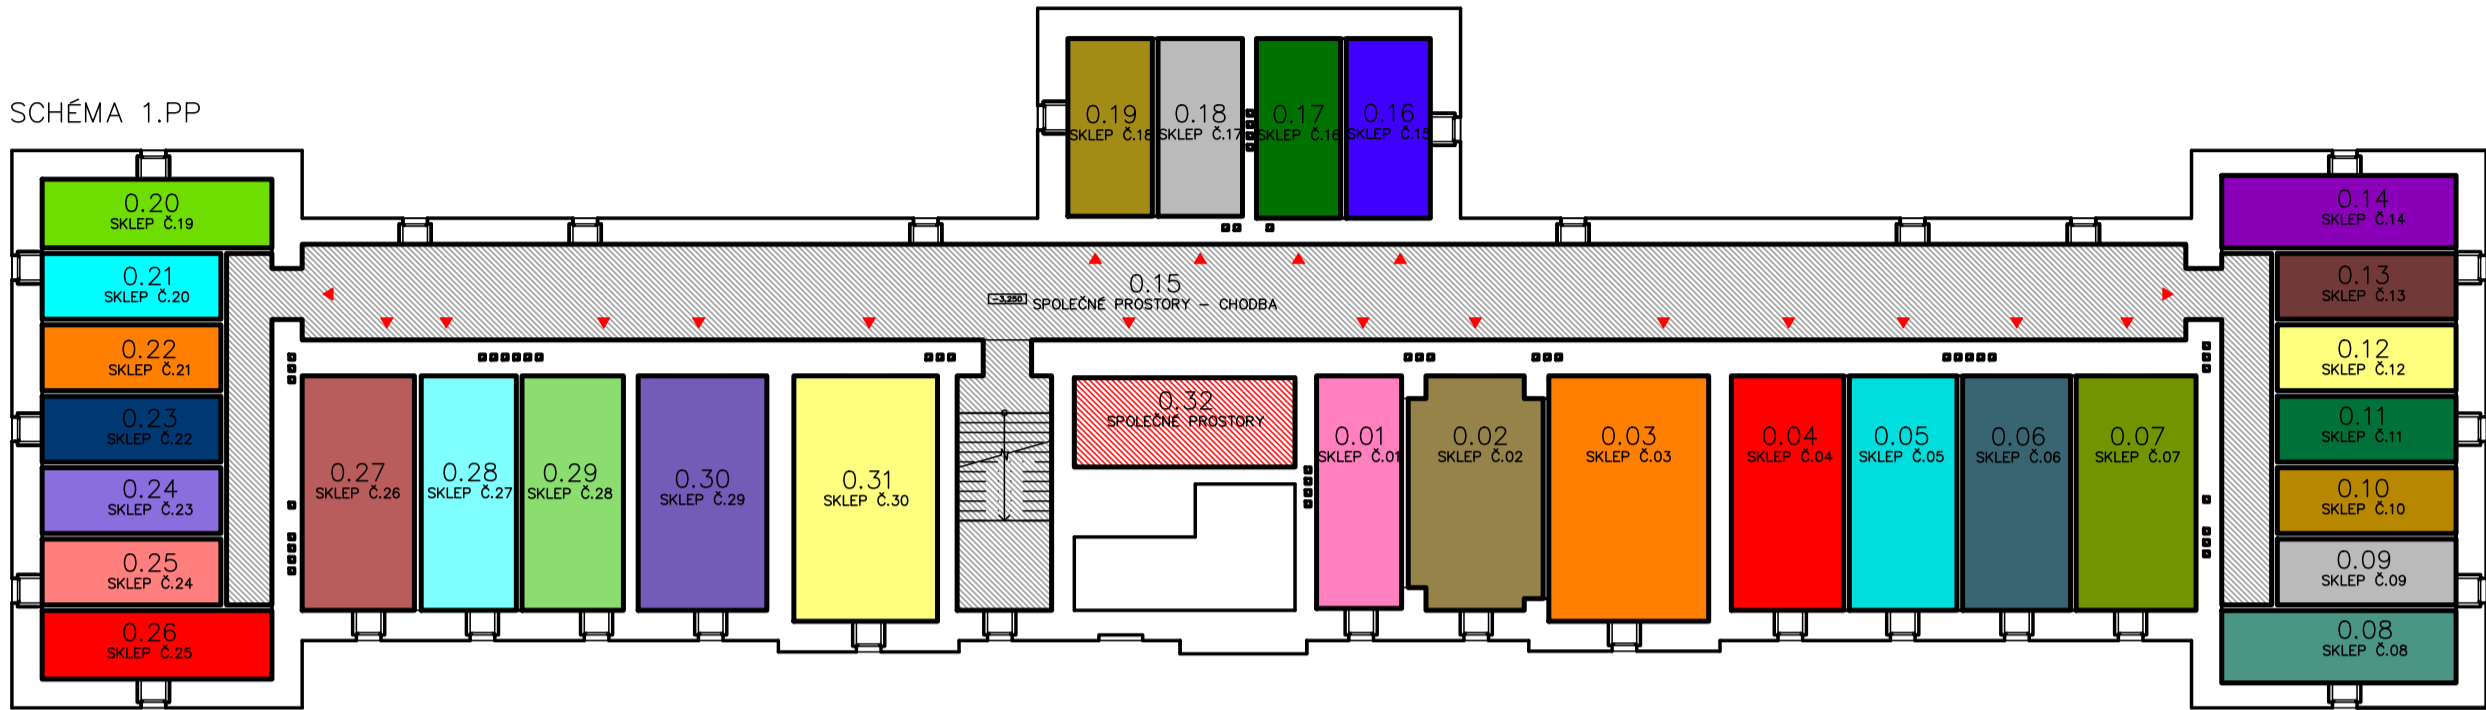 SCHÉMA 1.PP
0.19
SKLEP Č.18
0.18
SKLEP Č.17
0.17
SKLEP Č.16
0.16
SKLEP Č.15
0.20
SKLEP Č.19
0.21
SKLEP Č.20
0.22
SKLEP Č.21
0.23
SKLEP Č.22
0.24
SKLEP Č.23
0.25
SKLEP Č.24
0.26
SKLEP Č.25
0.15
-3,250
SPOLEČNÉ PROSTORY – CHODBA
0.27
SKLEP Č.26
0.28
SKLEP Č.27
0.29
SKLEP Č.28
0.30
SKLEP Č.29
0.31
SKLEP Č.30
0.32
SPOLEČNÉ PROSTORY
0.01
SKLEP Č.01
0.02
SKLEP Č.02
0.03
SKLEP Č.03
0.04
SKLEP Č.04
0.05
SKLEP Č.05
0.06
SKLEP Č.06
0.07
SKLEP Č.07
0.14
SKLEP Č.14
0.13
SKLEP Č.13
0.12
SKLEP Č.12
0.11
SKLEP Č.11
0.10
SKLEP Č.10
0.09
SKLEP Č.09
0.08
SKLEP Č.08